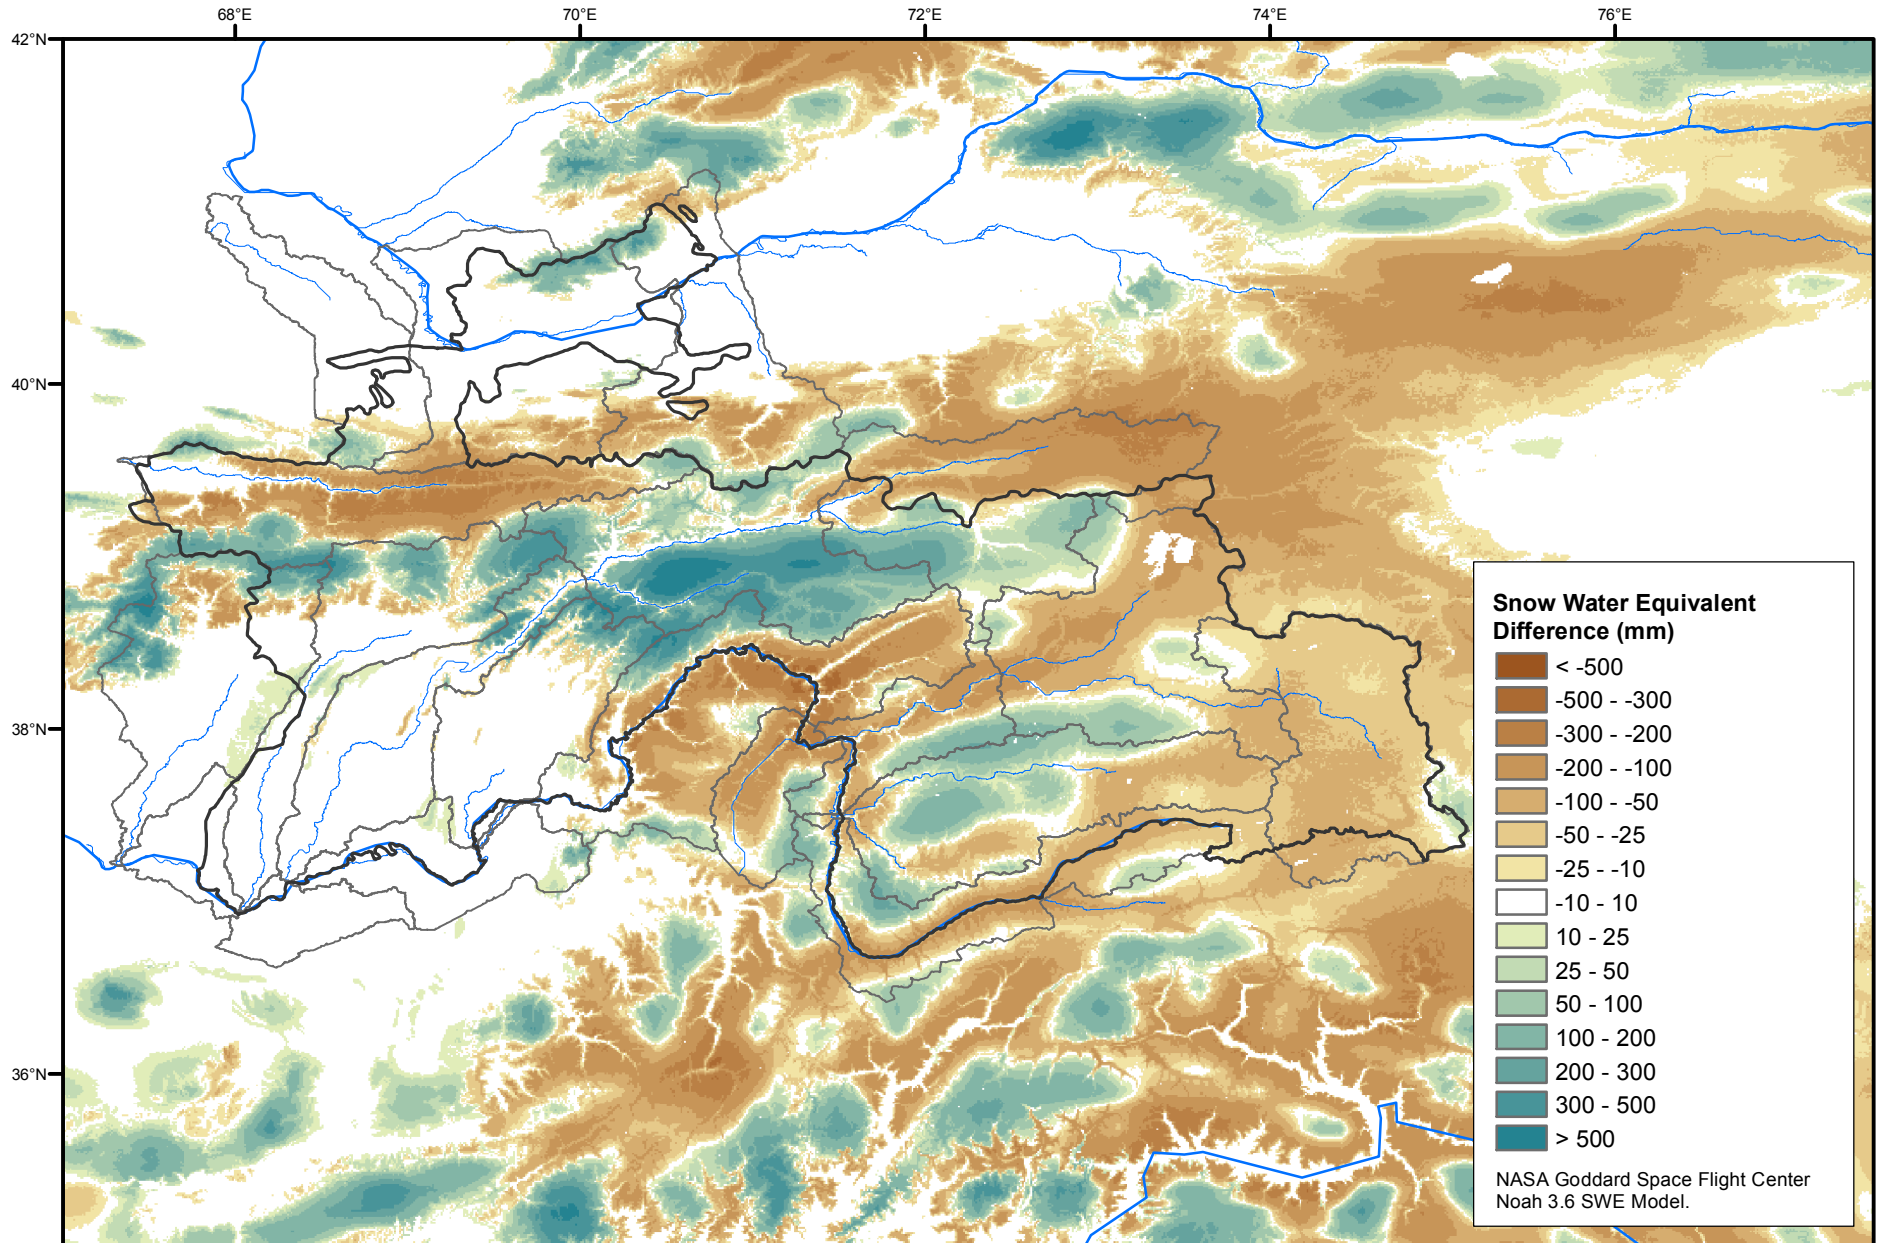 68°E
70°E
72°E
74°E
76°E
42°N
40°N
38°N
36°N
Snow Water Equivalent
Difference (mm)
< -500
-500 - -300
-300 - -200
-200 - -100
-100 - -50
-50 - -25
-25 - -10
-10 - 10
10 - 25
25 - 50
50 - 100
100 - 200
200 - 300
300 - 500
> 500
NASA Goddard Space Flight Center
Noah 3.6 SWE Model.